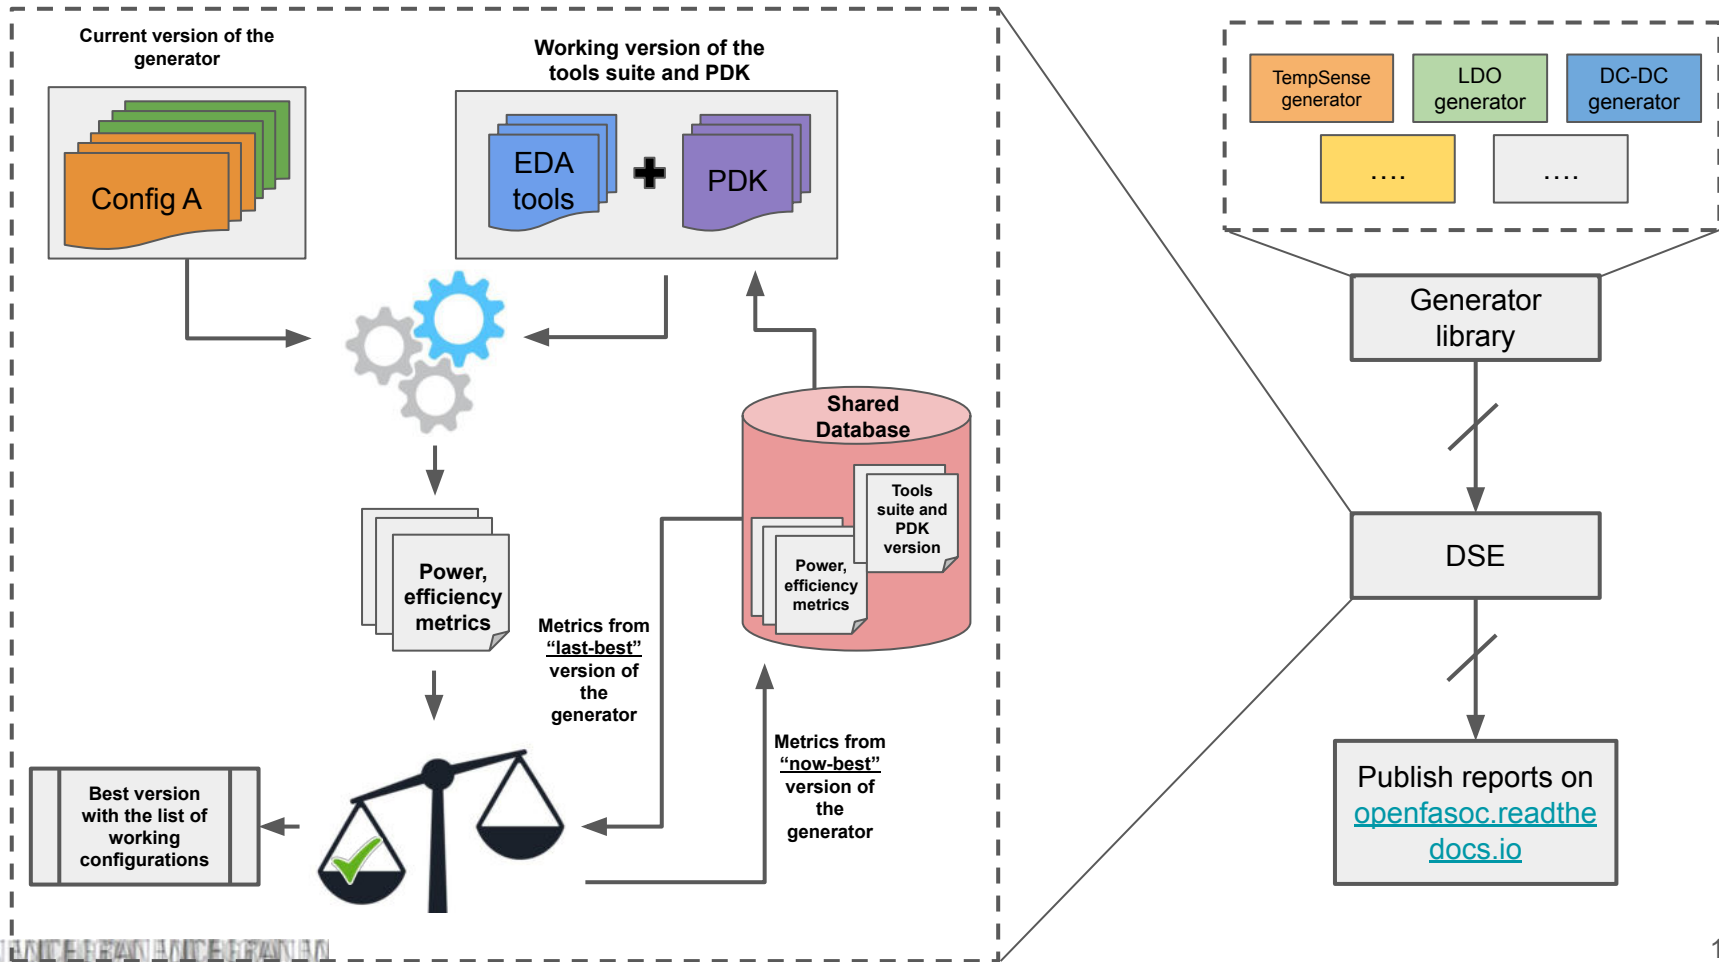 Current version of the
generator
Config A
Working version of the
tools suite and PDK
EDA
tools
PDK
Shared
Database
Tools
suite and
PDK
version
Power,
efficiency
metrics
Power,
efficiency
metrics
Metrics from
“last-best”
version of
the
generator
Metrics from
“now-best”
version of
the
generator
Best version
with the list of
working
configurations
TempSense
generator
LDO
generator
DC-DC
generator
....
....
Generator
library
DSE
Publish reports on
openfasoc.readthe
docs.io
1